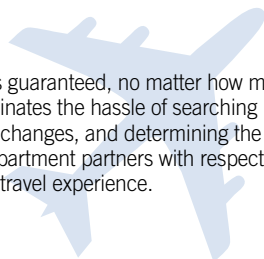 s guaranteed, no matter how m
inates the hassle of searching
changes, and determining the
partment partners with respect
travel experience.